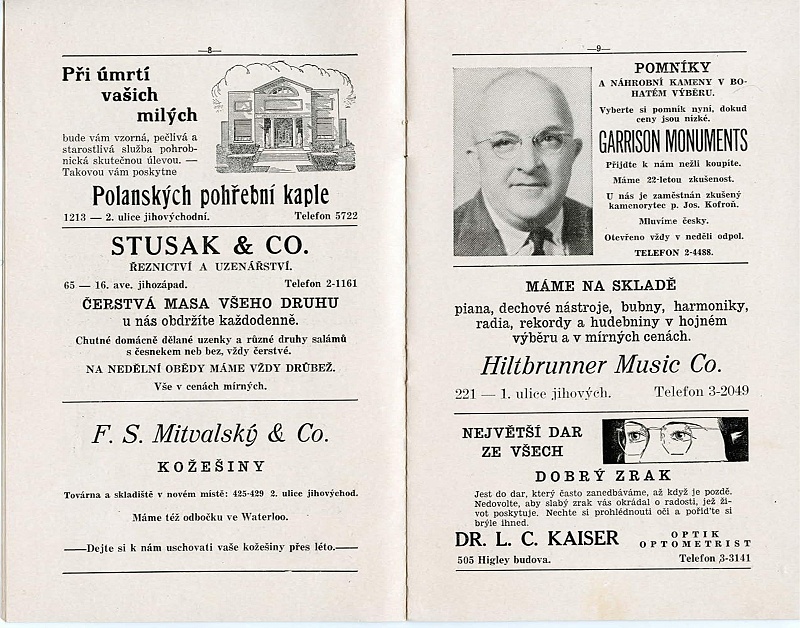 —8—
Při úmrtí
vašich
milých
bude vám vzorná, pečlivá a
starostlivá služba pohrob-
nická skutečnou úlevou. —
Takovou vám poskytne
Polanských pohřební kaple
1213 — 2. ulice jihovýchodní. Telefon 5722
STUSAK & CO.
ŘEZNICTVÍ A UZENÁŘSTVÍ.
65 — 16. ave. jihozápad. Telefon 2-1161
ČERSTVÁ MASA VŠEHO DRUHU
u nás obdržíte každodenně.
Chutné domácně dělané uzenky a různé druhy salámů
s česnekem neb bez, vždy čerstvé.
NA NEDĚLNÍ OBĚDY MÁME VŽDY DRŮBEŽ.
Vše v cenách mírných.
F. S. Mitvalský & Co.
KOŽEŠINY
Továrna a skladiště v novém místě: 425-429 2. ulice jihovýchod.
Máme též odbočku ve Waterloo.
——Dejte si k nám uschovati vaše kožešiny přes léto.——
—9—
POMNÍKY
A NÁHROBNÍ KAMENY V BO-
HATÉM VÝBĚRU.
Vyberte si pomník nyní, dokud
ceny jsou nízké.
GARRISON MONUMENTS
Přijďte k nám nežli koupíte.
Máme 22-letou zkušenost.
U nás je zaměstnán zkušený
kamenorytec p. Jos. Kofroň.
Mluvíme česky.
Otevřeno vždy v neděli odpol.
TELEFON 2-4488.
MÁME NA SKLADĚ
piana, dechové nástroje, bubny, harmoniky,
radia, rekordy a hudebniny v hojném
výběru a v mírných cenách.
Hiltbrunner Music Co.
221 — 1. ulice jihových. Telefon 3-2049
NEJVĚTŠÍ DAR
ZE VŠECH
DOBRÝ ZRAK
Jest do dar, který často zanedbáváme, až když je pozdě.
Nedovolte, aby slabý zrak vás okrádal o radosti, jež ži-
vot poskytuje. Nechte si prohlédnouti oči a pořiďte si
brýle ihned.
DR. L. C. KAISER OPTIK
OPTOMETRIST
505 Higley budova. Telefon 3-3141